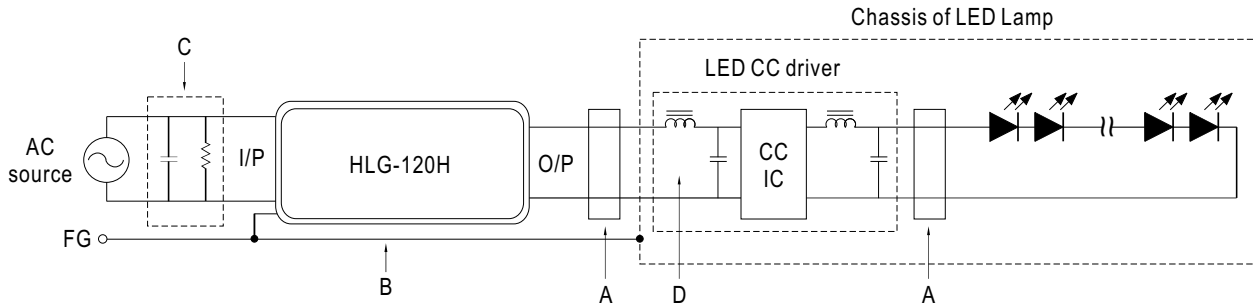 Chassis of LED Lamp
C
LED CC driver
AC
source
I/P
HLG-120H
O/P
CC
IC
FG
B
A
D
A